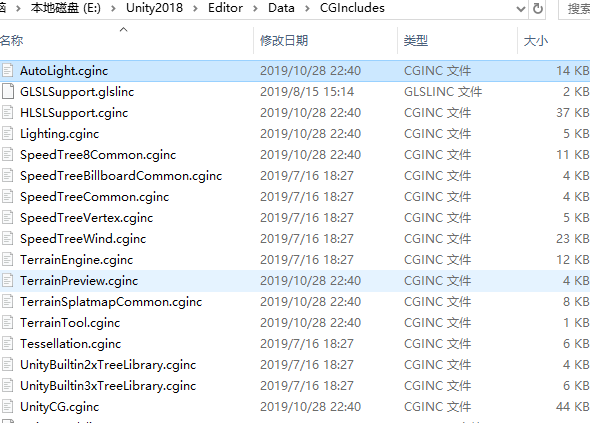 本地磁盘 (E:) > Unity2018 > Editor > Data > CGIncludes 搜索
名称 修改日期 类型 大小
AutoLight.cginc 2019/10/28 22:40 CGINC 文件 14 KB
GLSLSupport.glslinc 2019/8/15 15:14 GLSLINC 文件 2 KB
HLSLSupport.cginc 2019/10/28 22:40 CGINC 文件 37 KB
Lighting.cginc 2019/10/28 22:40 CGINC 文件 5 KB
SpeedTree8Common.cginc 2019/10/28 22:40 CGINC 文件 11 KB
SpeedTreeBillboardCommon.cginc 2019/7/16 18:27 CGINC 文件 4 KB
SpeedTreeCommon.cginc 2019/7/16 18:27 CGINC 文件 4 KB
SpeedTreeVertex.cginc 2019/7/16 18:27 CGINC 文件 5 KB
SpeedTreeWind.cginc 2019/7/16 18:27 CGINC 文件 23 KB
TerrainEngine.cginc 2019/7/16 18:27 CGINC 文件 12 KB
TerrainPreview.cginc 2019/10/28 22:40 CGINC 文件 4 KB
TerrainSplatmapCommon.cginc 2019/10/28 22:40 CGINC 文件 8 KB
TerrainTool.cginc 2019/10/28 22:40 CGINC 文件 1 KB
Tessellation.cginc 2019/7/16 18:27 CGINC 文件 6 KB
UnityBuiltin2xTreeLibrary.cginc 2019/7/16 18:27 CGINC 文件 4 KB
UnityBuiltin3xTreeLibrary.cginc 2019/7/16 18:27 CGINC 文件 6 KB
UnityCG.cginc 2019/10/28 22:40 CGINC 文件 44 KB